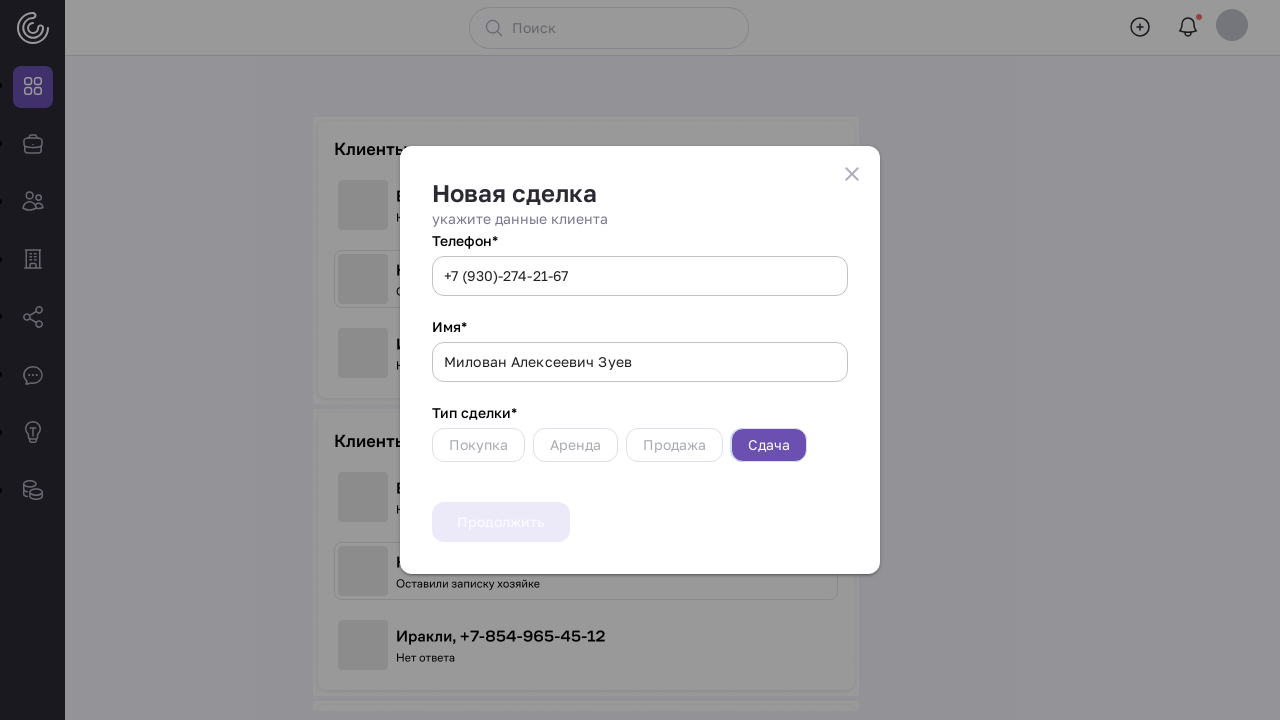 Поиск
Клиенты
Новая сделка
укажите данные клиента
Телефон*
+7 (930)-274-21-67
Имя*
Милован Алексеевич Зуев
Тип сделки*
Покупка
Аренда
Продажа
Сдача
Клиенты
Продолжить
Оставили записку хозяйке
Иракли, +7-854-965-45-12
Нет ответа